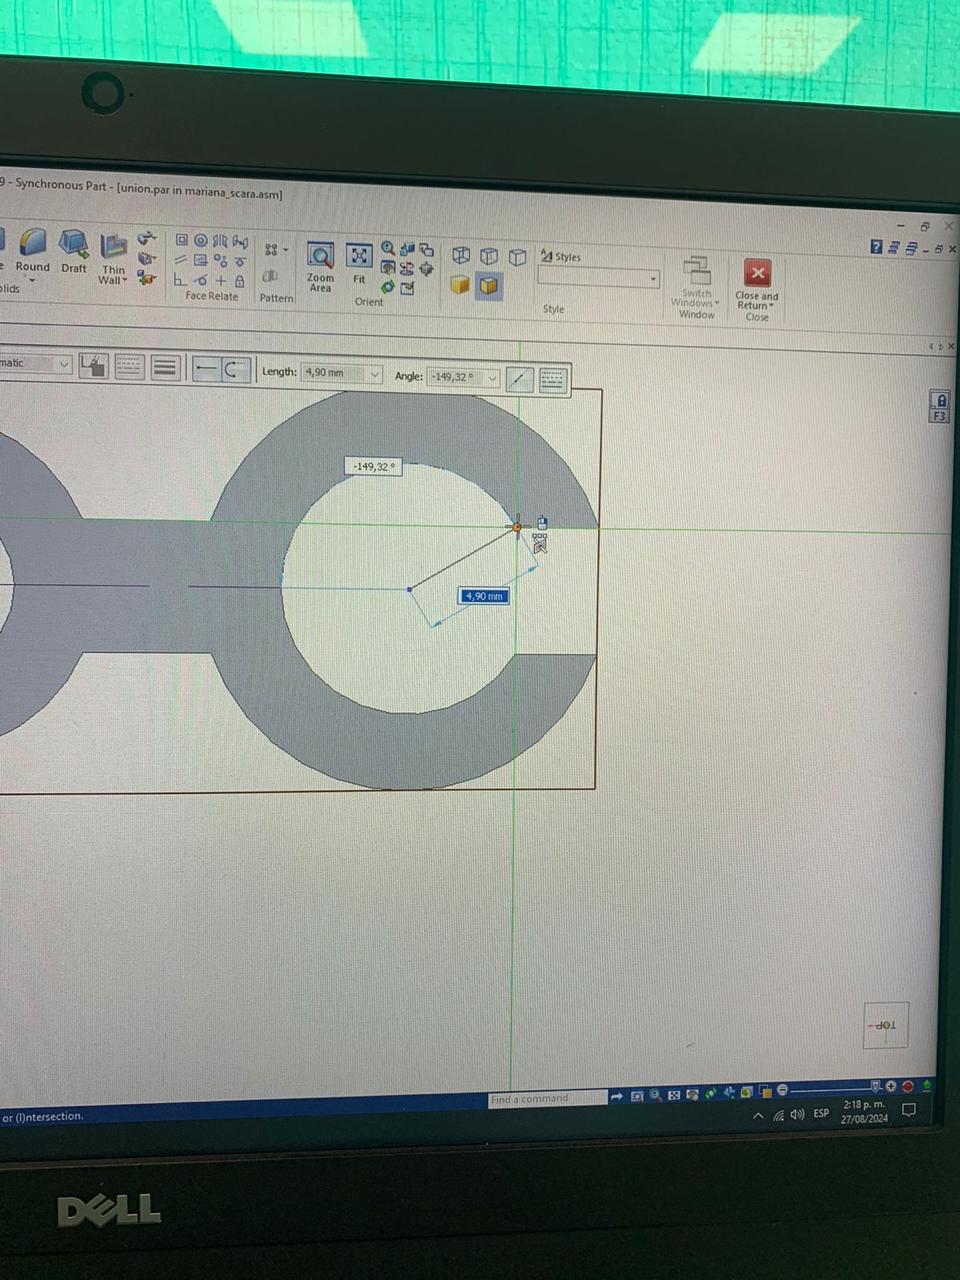 9 - Synchronous Part - [union.par in mariana_scara.asm]
Round
Draft
Thin
Wall
Face Relate
Pattern
Zoom
Area
Fit
Orient
Styles
Style
Switch
Windows
Window
Close and
Return
Close
Length: 4,90 mm
Angle: -149,32 °
F3
-149,32 °
4,90 mm
TOP
Find a command
or (I)ntersection.
ESP
2:18 p. m.
27/08/2024
DELL